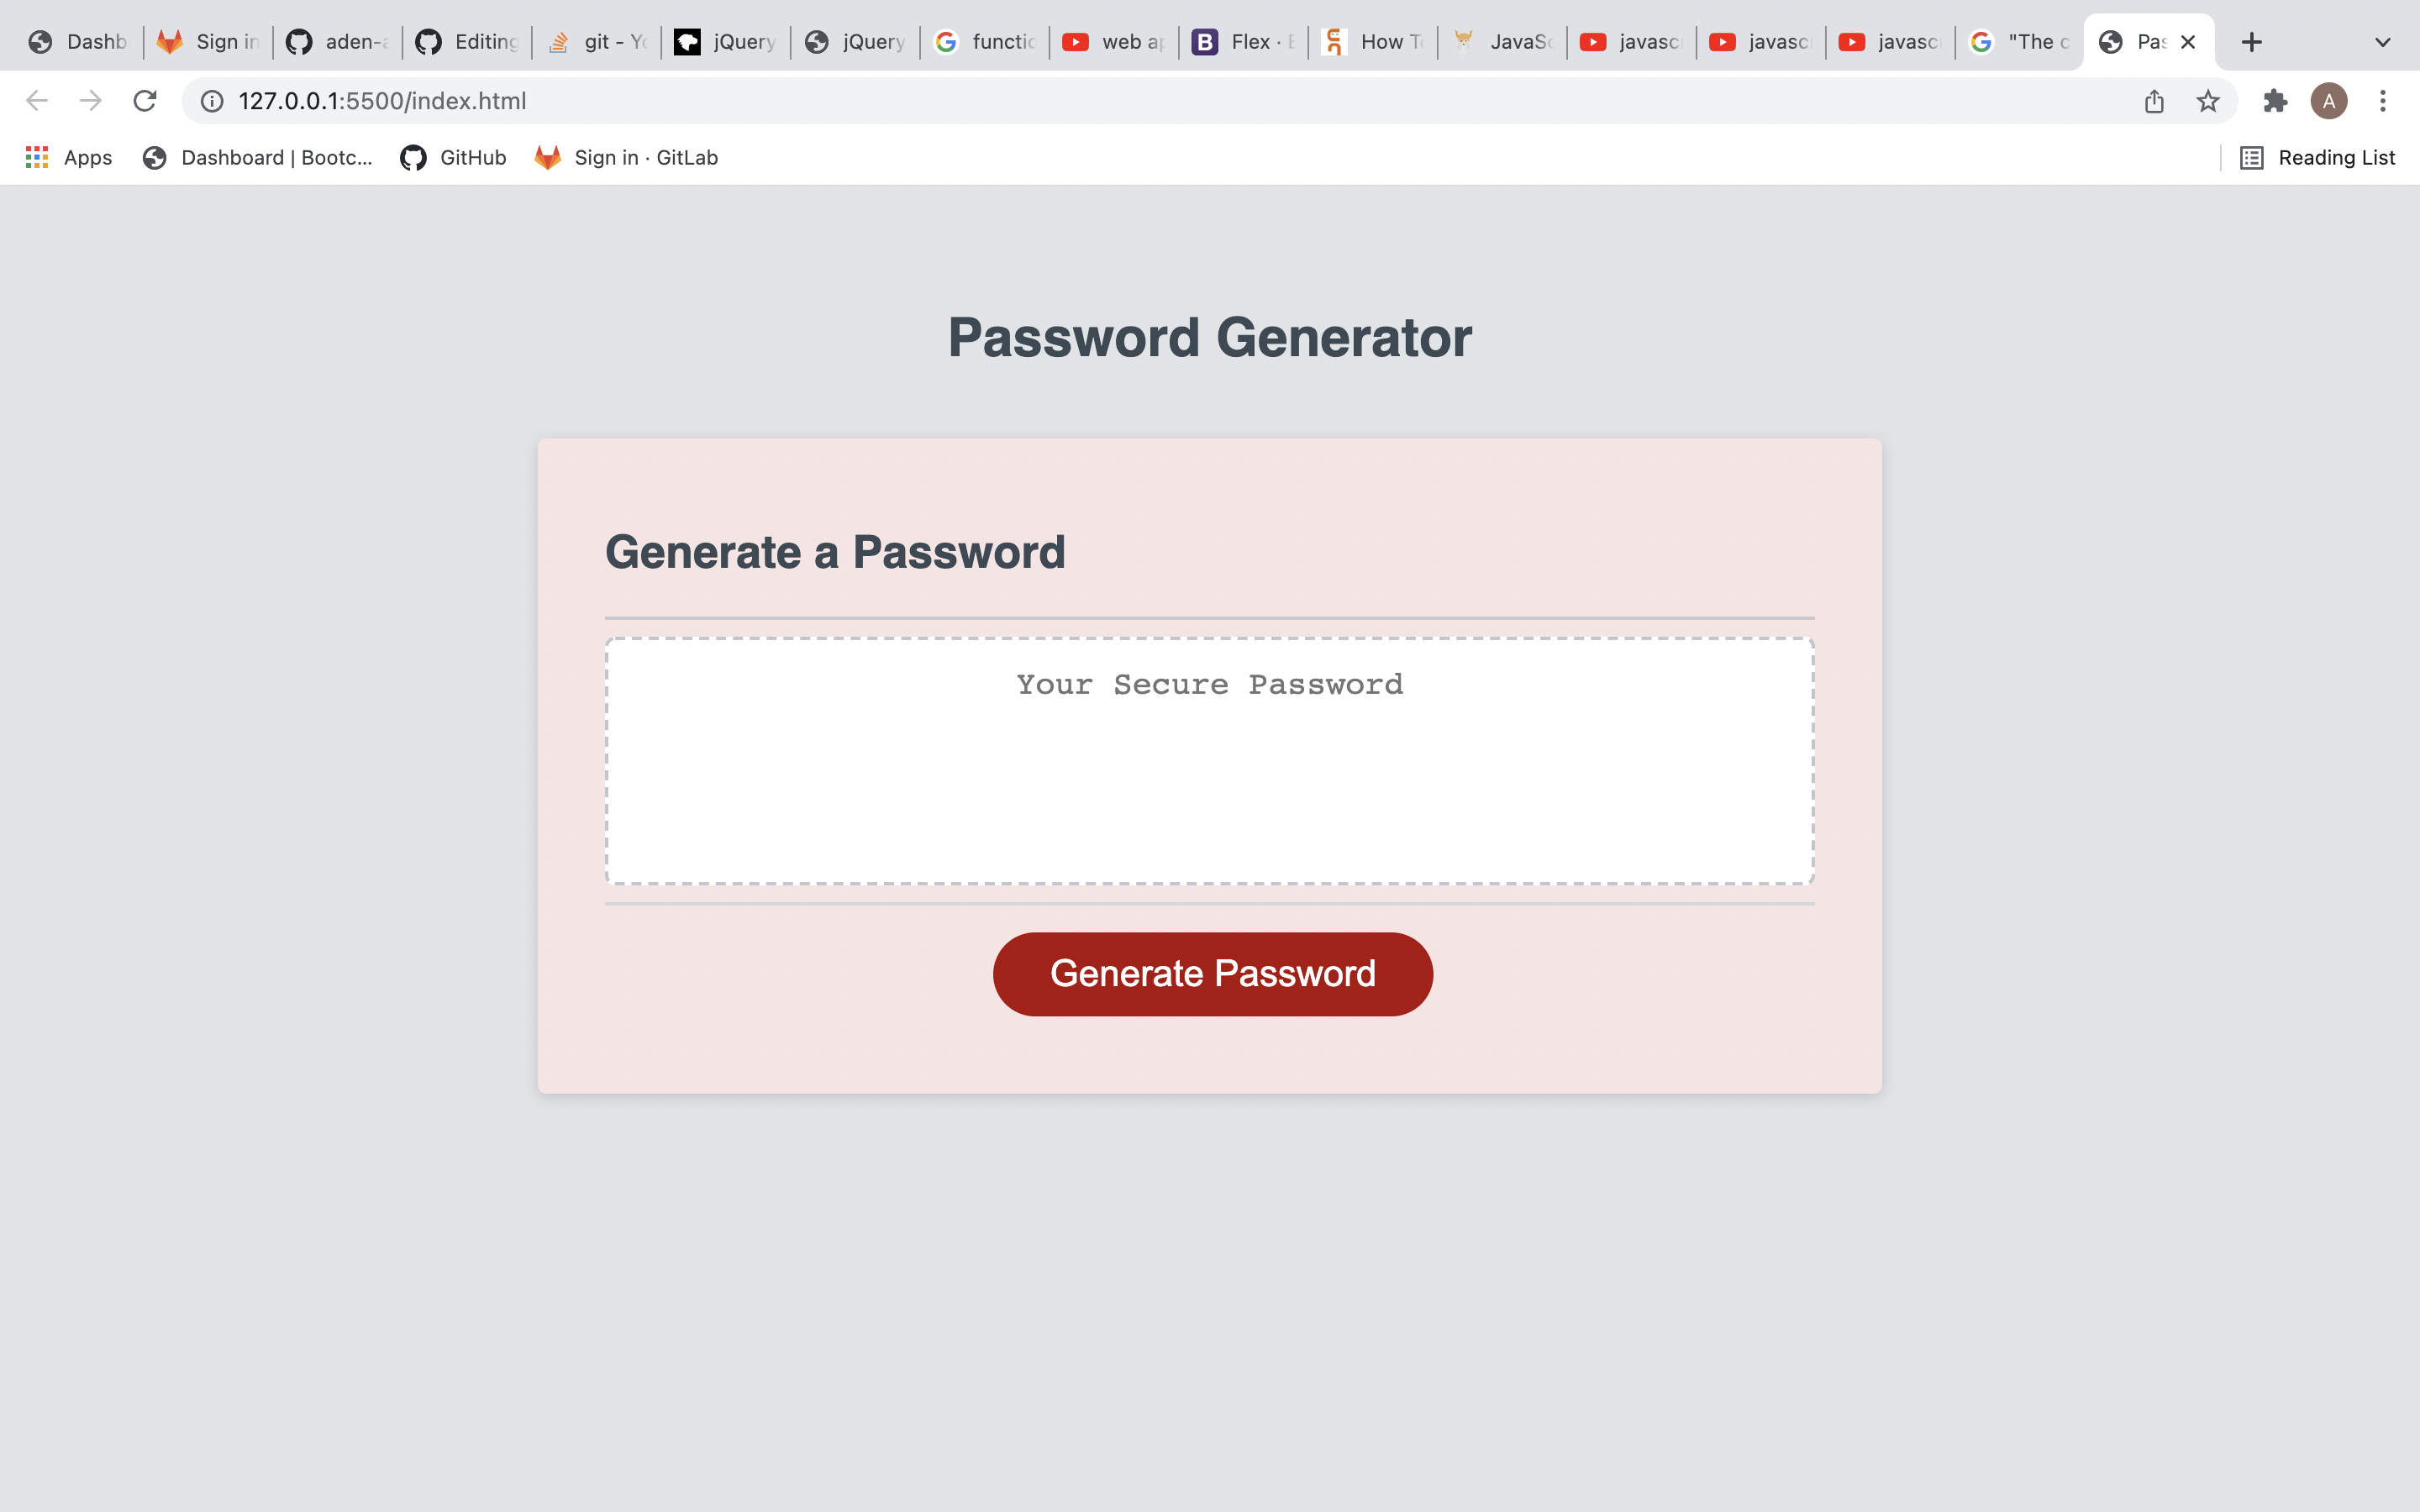 Dashb Sign in aden-a Editing git - Yo jQuery jQuery functio web ap Flex · How To JavaSc javasc javasc javasc "The c Pas
127.0.0.1:5500/index.html A
Apps Dashboard | Bootc... GitHub Sign in · GitLab Reading List
Password Generator
Generate a Password
Your Secure Password
Generate Password